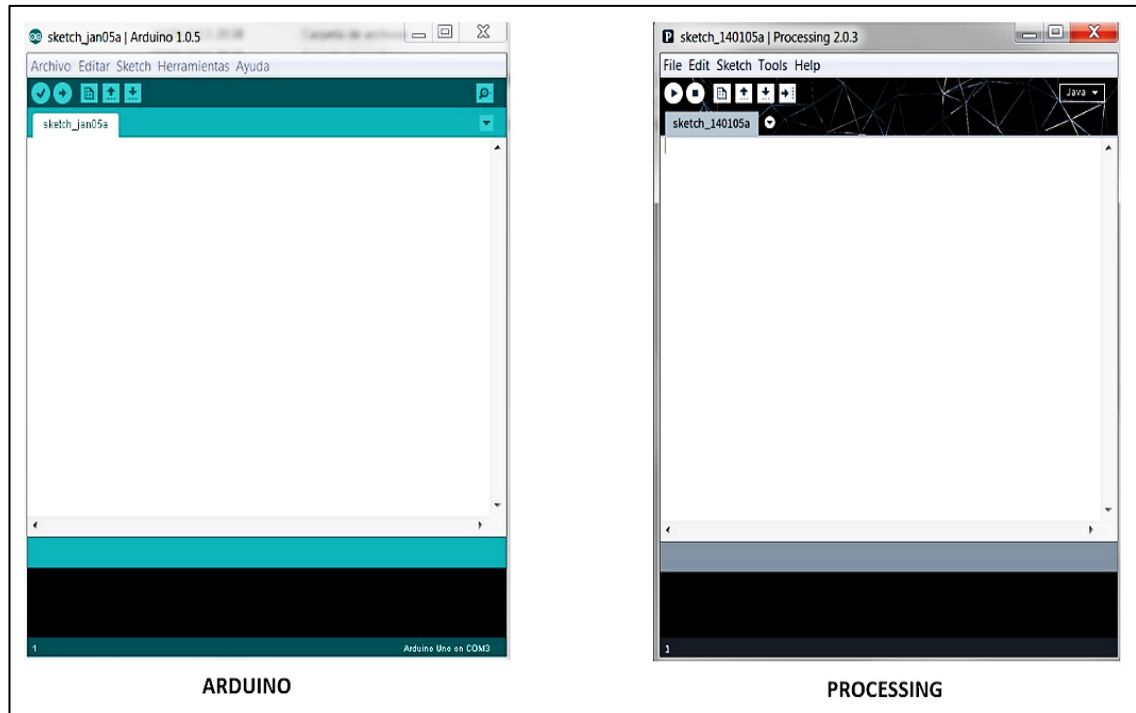 sketch_jan05a | Arduino 1.0.5
Archivo Editar Sketch Herramientas Ayuda
sketch_jan05a
1
Arduino Uno on COM3
ARDUINO
sketch_140105a | Processing 2.0.3
File Edit Sketch Tools Help
Java
sketch_140105a
1
PROCESSING